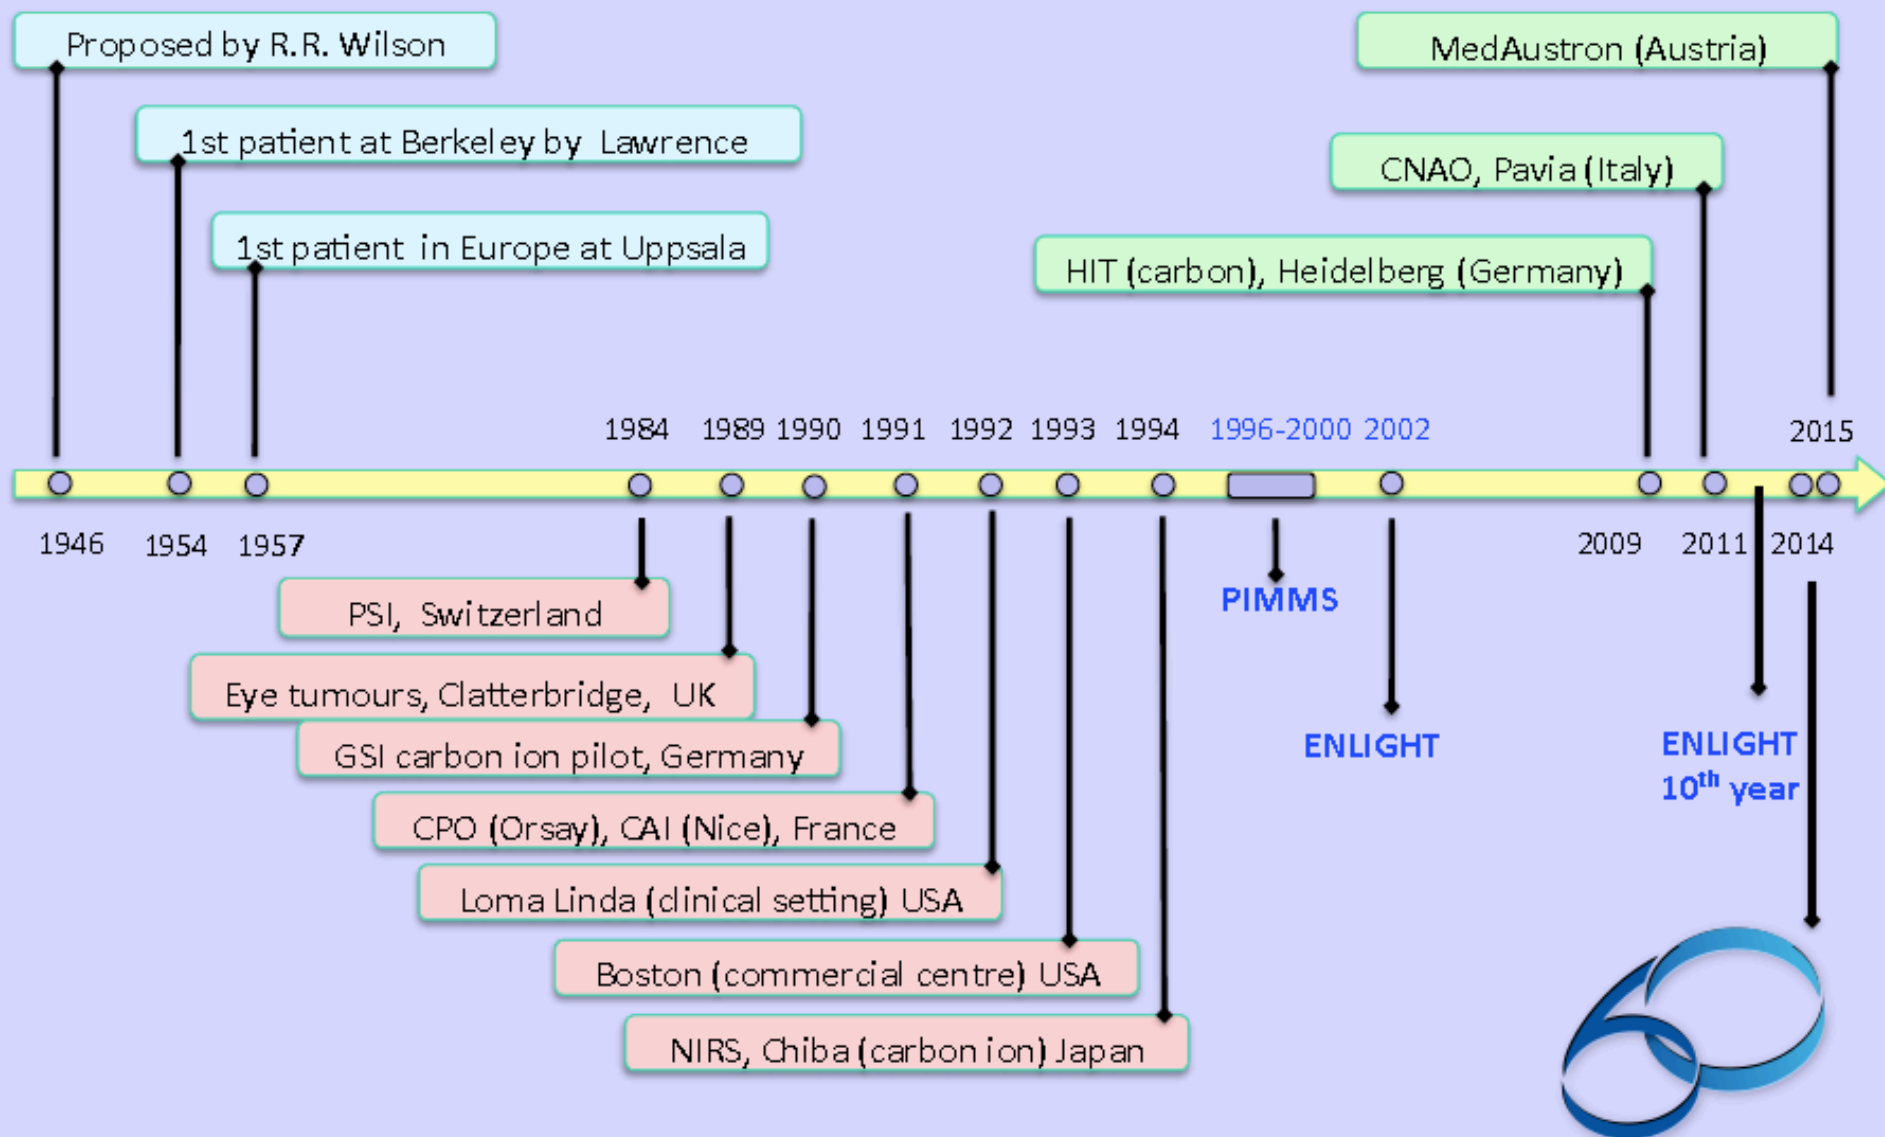 Proposed by R.R. Wilson
MedAustron (Austria)
1st patient at Berkeley by Lawrence
CNAO, Pavia (Italy)
1st patient in Europe at Uppsala
HIT (carbon), Heidelberg (Germany)
1984 1989 1990 1991 1992 1993 1994 1996-2000 2002 2015
1946 1954 1957 2009 2011 2014
PSI, Switzerland
PIMMS
Eye tumours, Clatterbridge, UK
GSI carbon ion pilot, Germany
ENLIGHT
ENLIGHT
10th year
CPO (Orsay), CAI (Nice), France
Loma Linda (clinical setting) USA
Boston (commercial centre) USA
NIRS, Chiba (carbon ion) Japan
60